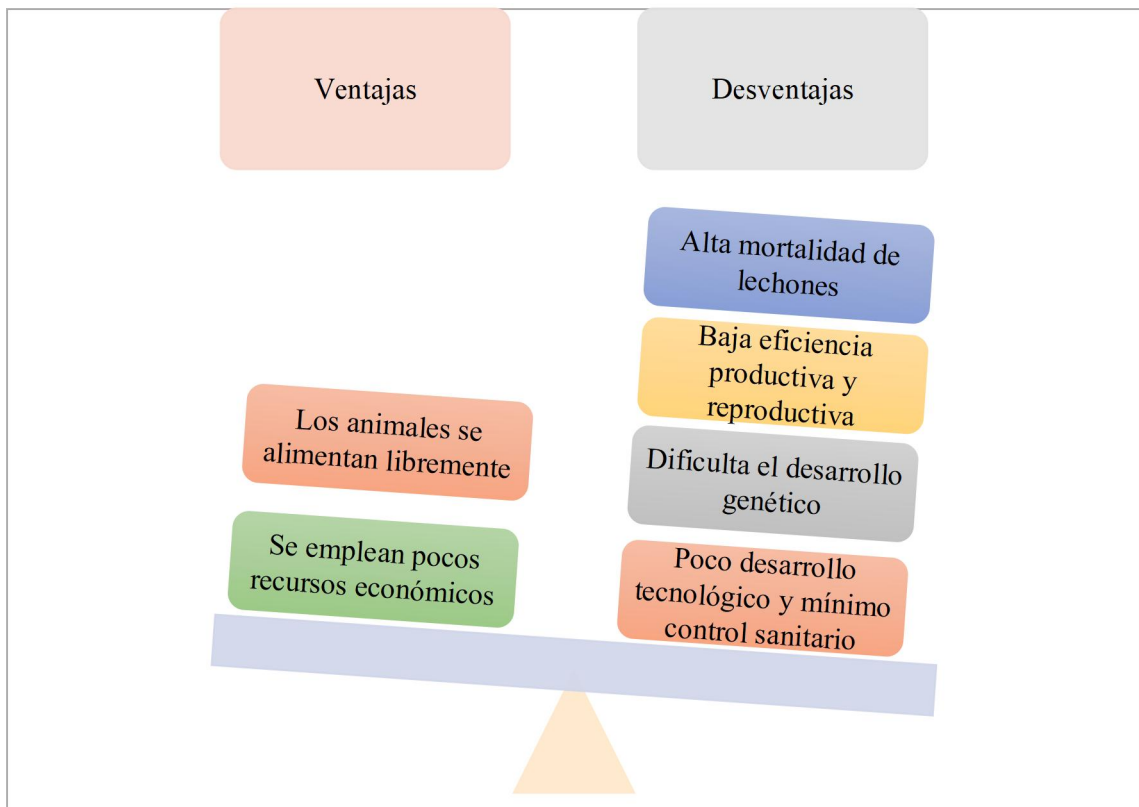 Ventajas
Desventajas
Alta mortalidad de
lechones
Baja eficiencia
productiva y
reproductiva
Los animales se
alimentan libremente
Dificulta el desarrollo
genético
Se emplean pocos
recursos económicos
Poco desarrollo
tecnológico y mínimo
control sanitario